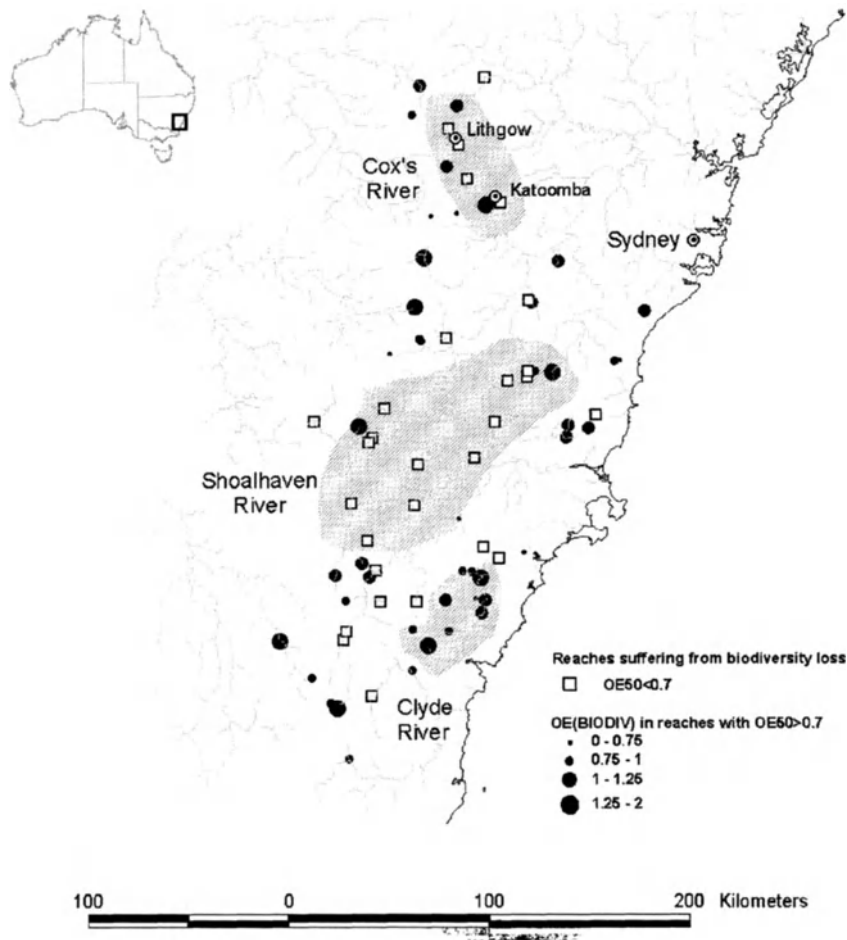 Lithgow
Cox's
River
Katoomba
Sydney
Shoalhaven
River
Clyde
River
Reaches suffering from biodiversity loss
OE50<0.7
OE(BIODIV) in reaches with OE50>0.7
0 - 0.75
0.75 - 1
1 - 1.25
1.25 - 2
100 0 100 200 Kilometers